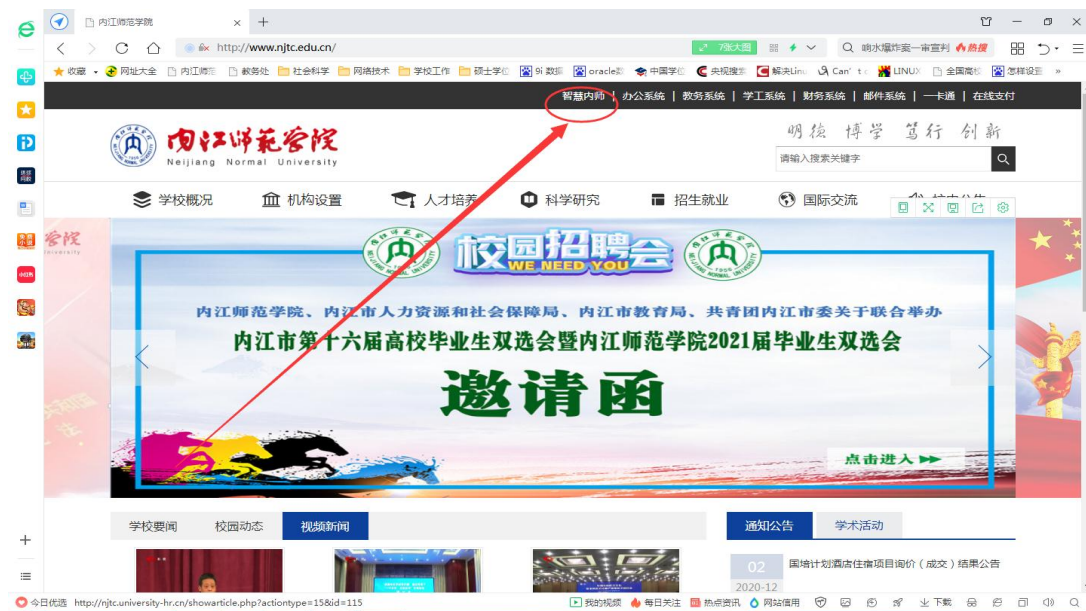 内江师范学院 ×
http://www.njtc.edu.cn/
7张大图
响水爆炸案一审宣判 热搜
收藏 网址大全 内江师范 教务处 社会科学 网络技术 学校工作 硕士学位 9i 数据 oracle数 中国学位 央视搜 解决Linu Can' t c LINUX 全国高校 怎样设置 »
智慧内师 | 办公系统 | 教务系统 | 学工系统 | 财务系统 | 邮件系统 | 一卡通 | 在线支付
内江师范学院
Neijiang Normal University
明德 博学 笃行 创新
请输入搜素关键字
学校概况 机构设置 人才培养 科学研究 招生就业 国际交流
校园招聘会
WE NEED YOU
内江师范学院、内江市人力资源和社会保障局、内江市教育局、共青团内江市委关于联合举办
内江市第十六届高校毕业生双选会暨内江师范学院2021届毕业生双选会
邀请函
点击进入
学校要闻 校园动态 视频新闻 通知公告 学术活动
02
2020-12
国培计划酒店住宿项目询价（成交）结果公告
今日优选 http://njtc.university-hr.cn/showarticle.php?actiontype=15&id=115 我的视频 每日关注 热点资讯 网站信用 下载